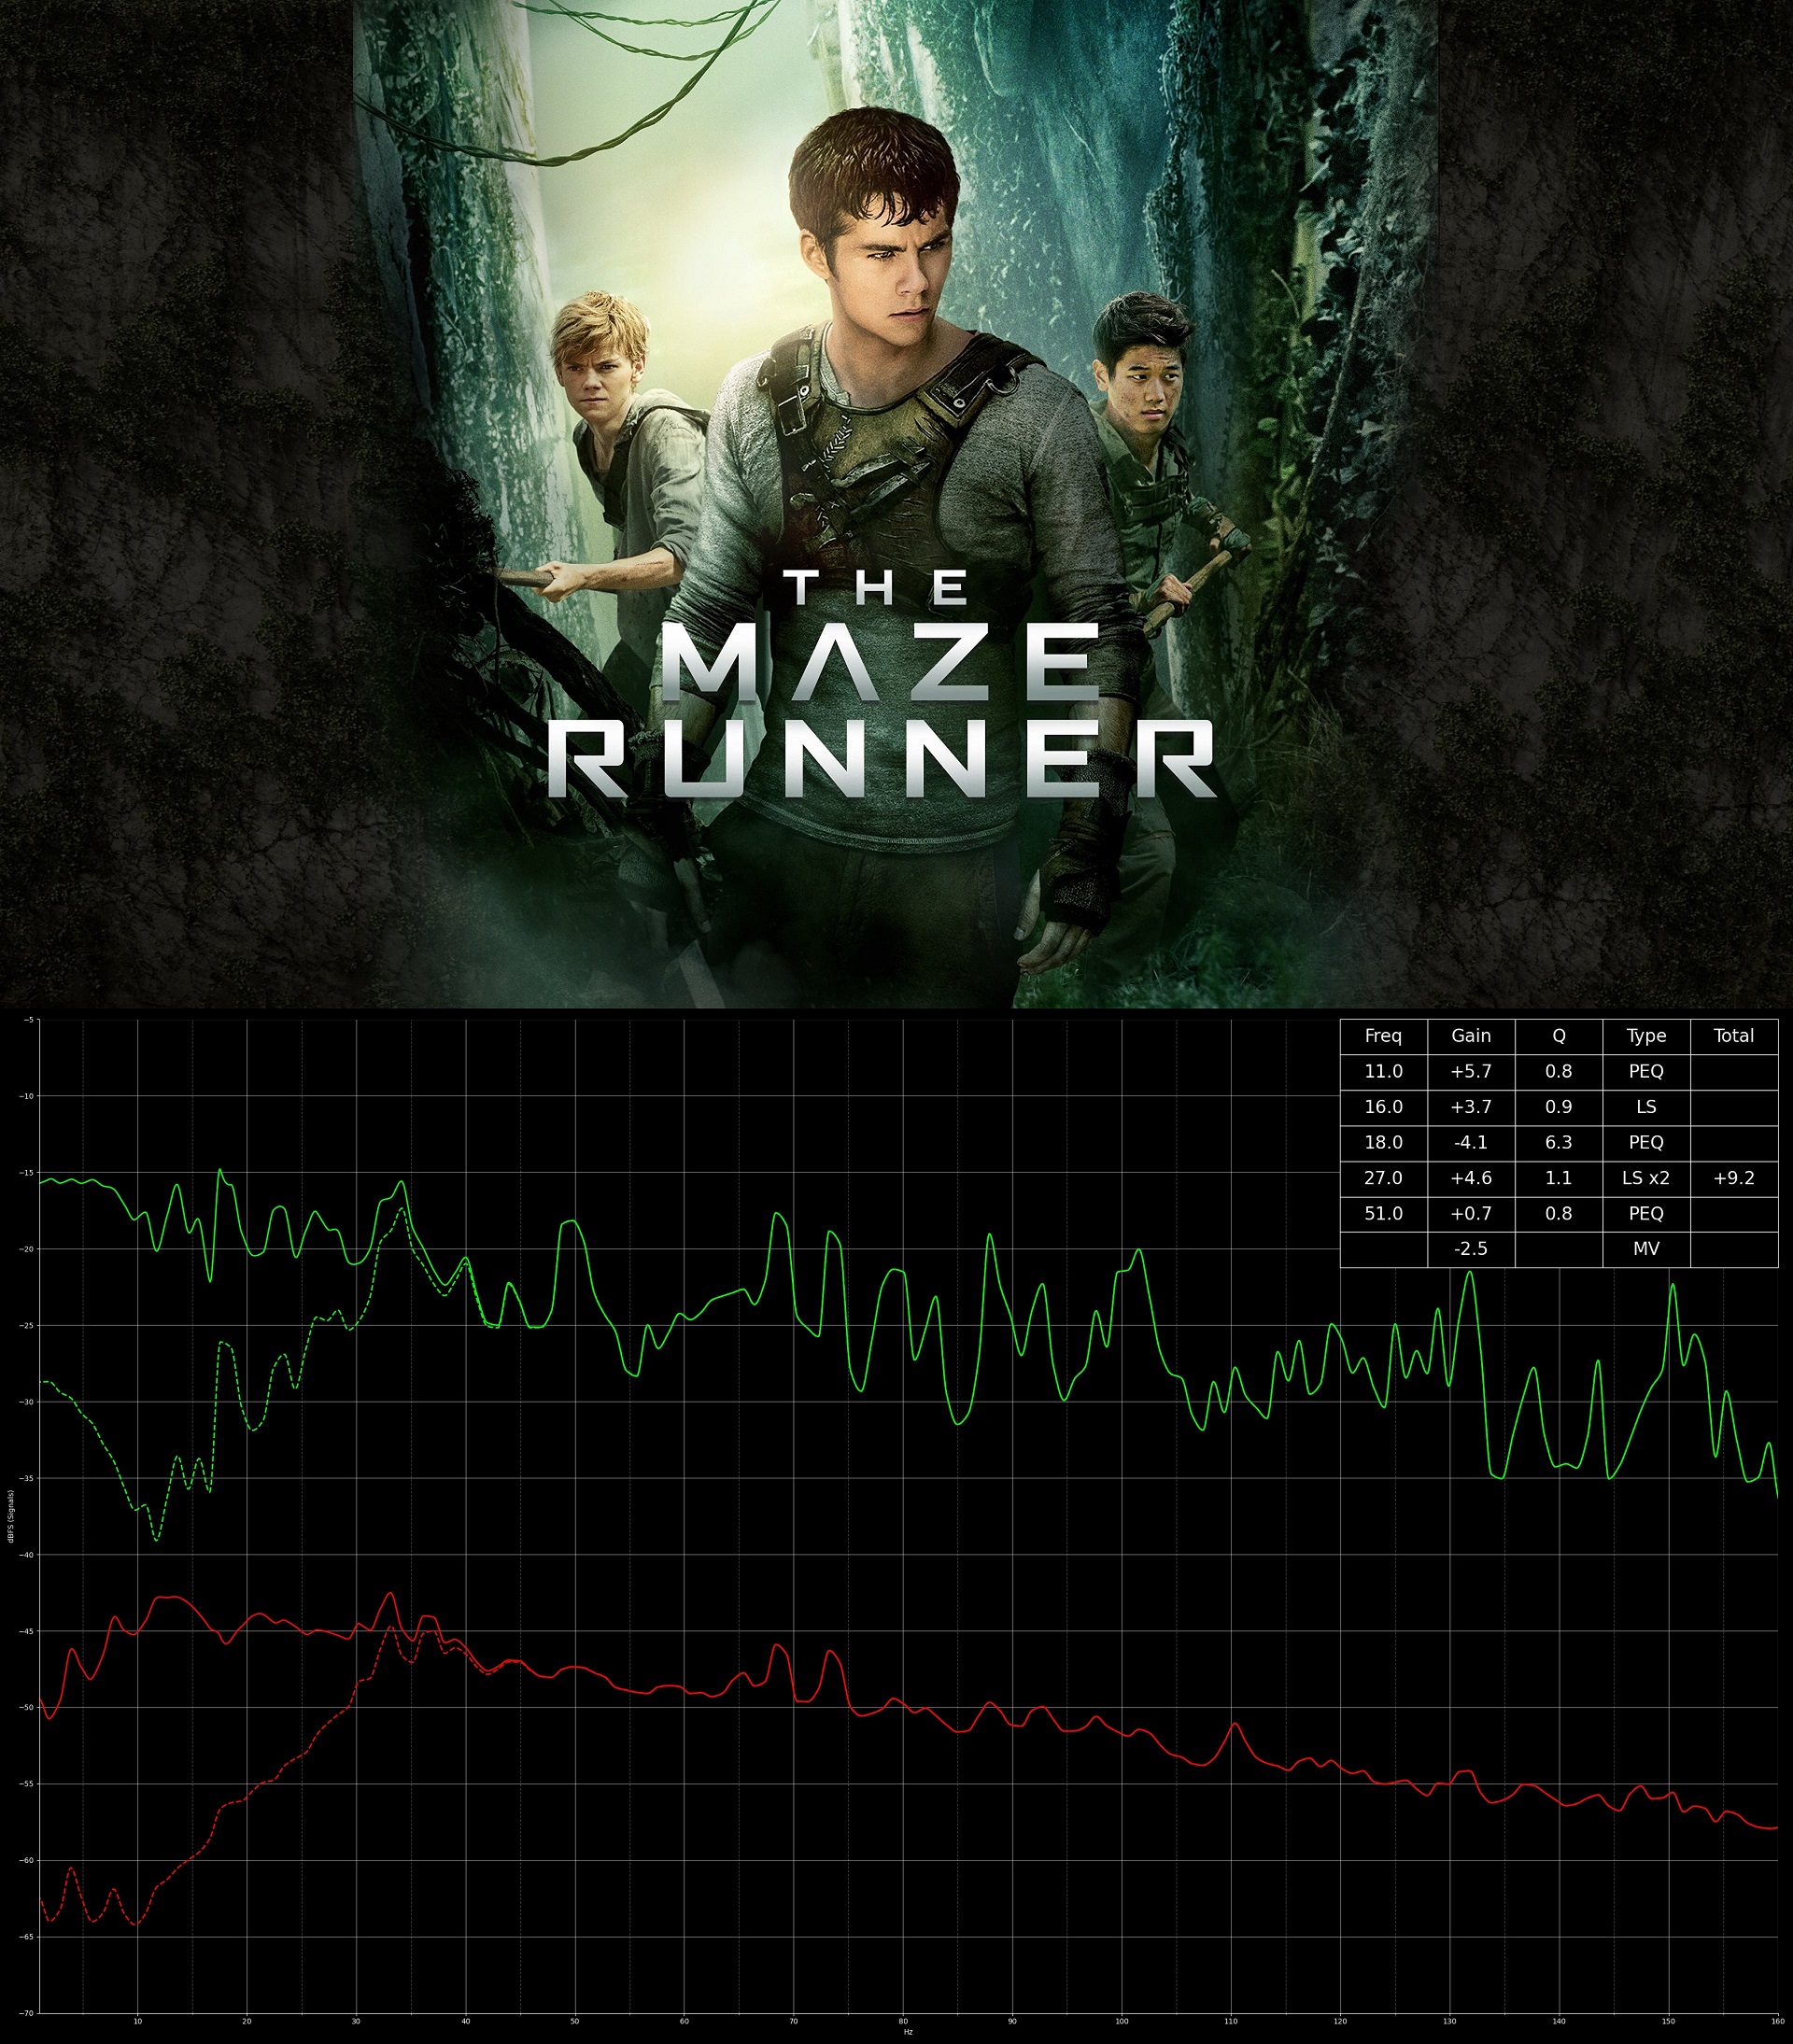 THE
MAZE
RUNNER
Freq Gain Q Type Total
11.0 +5.7 0.8 PEQ
16.0 +3.7 0.9 LS
18.0 -4.1 6.3 PEQ
27.0 +4.6 1.1 LS x2 +9.2
51.0 +0.7 0.8 PEQ
-2.5 MV
−5
−10
−15
−20
−25
−30
−35
−40
−45
−50
−55
−60
−65
−70
dBFS (Signals)
10 20 30 40 50 60 70 80 90 100 110 120 130 140 150 160
Hz